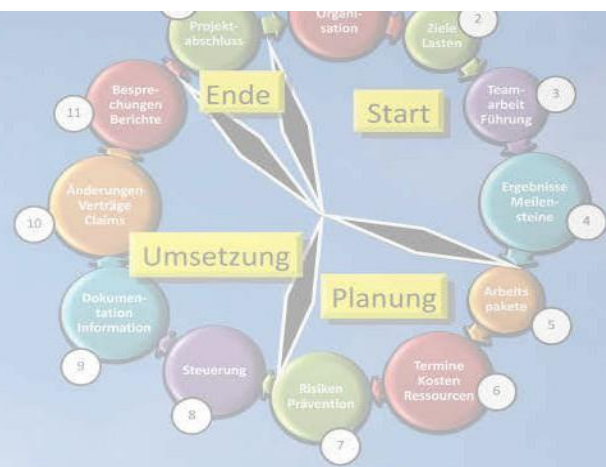 Organi-
sation
2
Ziele
Lasten
3
Team-
arbeit
Führung
4
Ergebnisse
Meilen-
steine
5
Arbeits
pakete
6
Termine
Kosten
Ressourcen
7
Risiken
Prävention
8
Steuerung
9
Dokumen-
tation
Information
10
Änderungen
Verträge
Claims
11
Bespre-
chungen
Berichte
Projekt-
abschluss
Ende
Start
Umsetzung
Planung